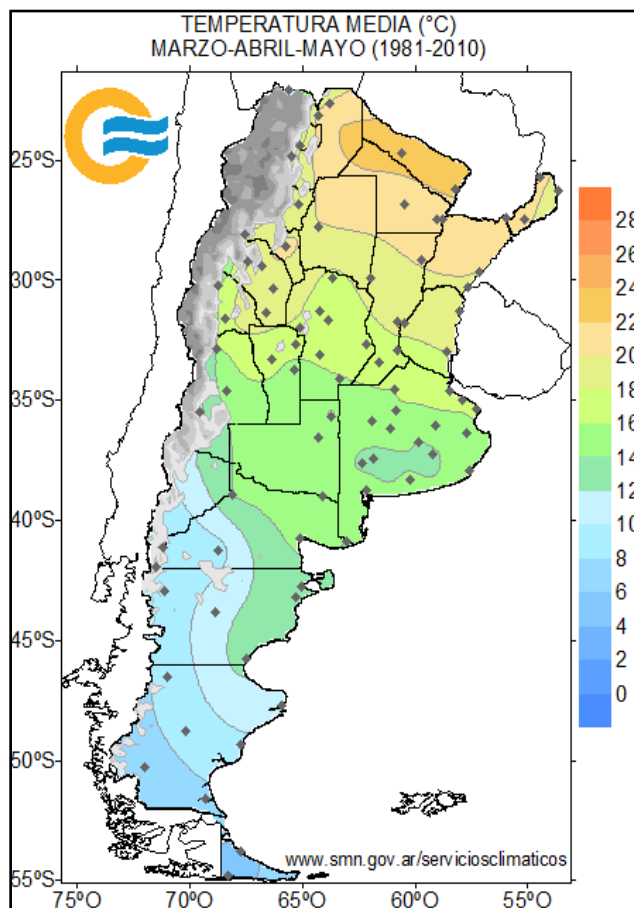 TEMPERATURA MEDIA (°C)
MARZO-ABRIL-MAYO (1981-2010)
25ºS
30ºS
35ºS
40ºS
45ºS
50ºS
55ºS
75ºO
70ºO
65ºO
60ºO
55ºO
28
26
24
22
20
18
16
14
12
10
8
6
4
2
0
www.smn.gov.ar/serviciosclimaticos